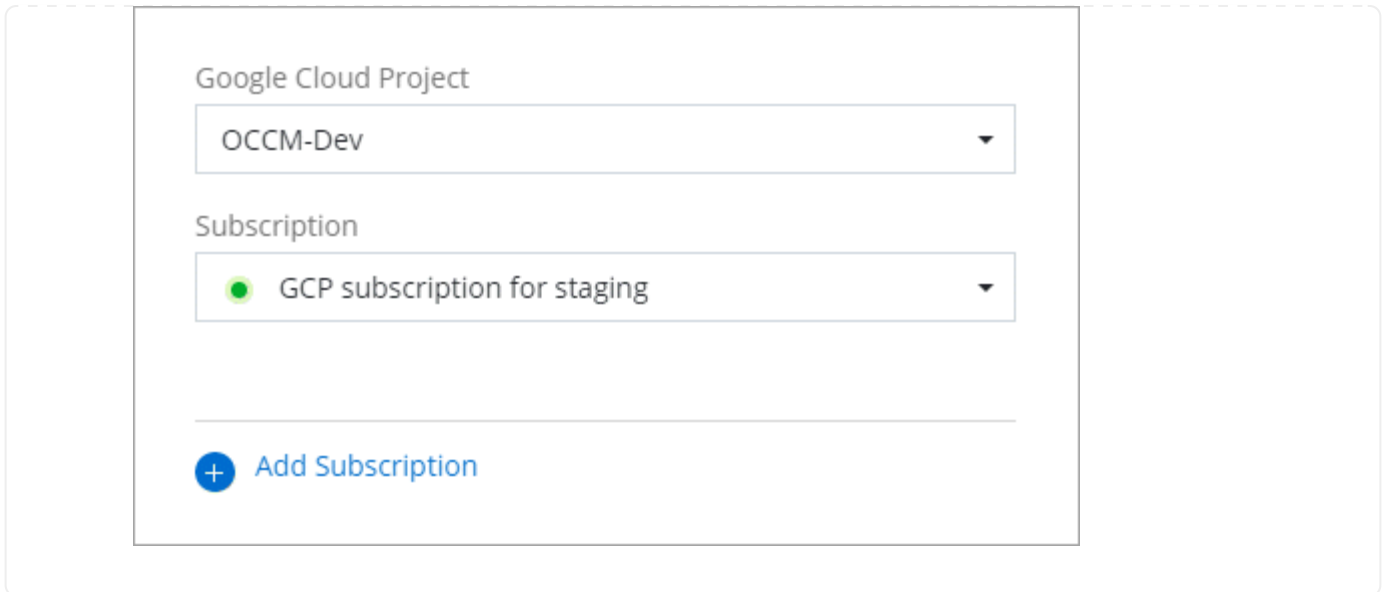 Google Cloud Project
OCCM-Dev
Subscription
GCP subscription for staging
Add Subscription